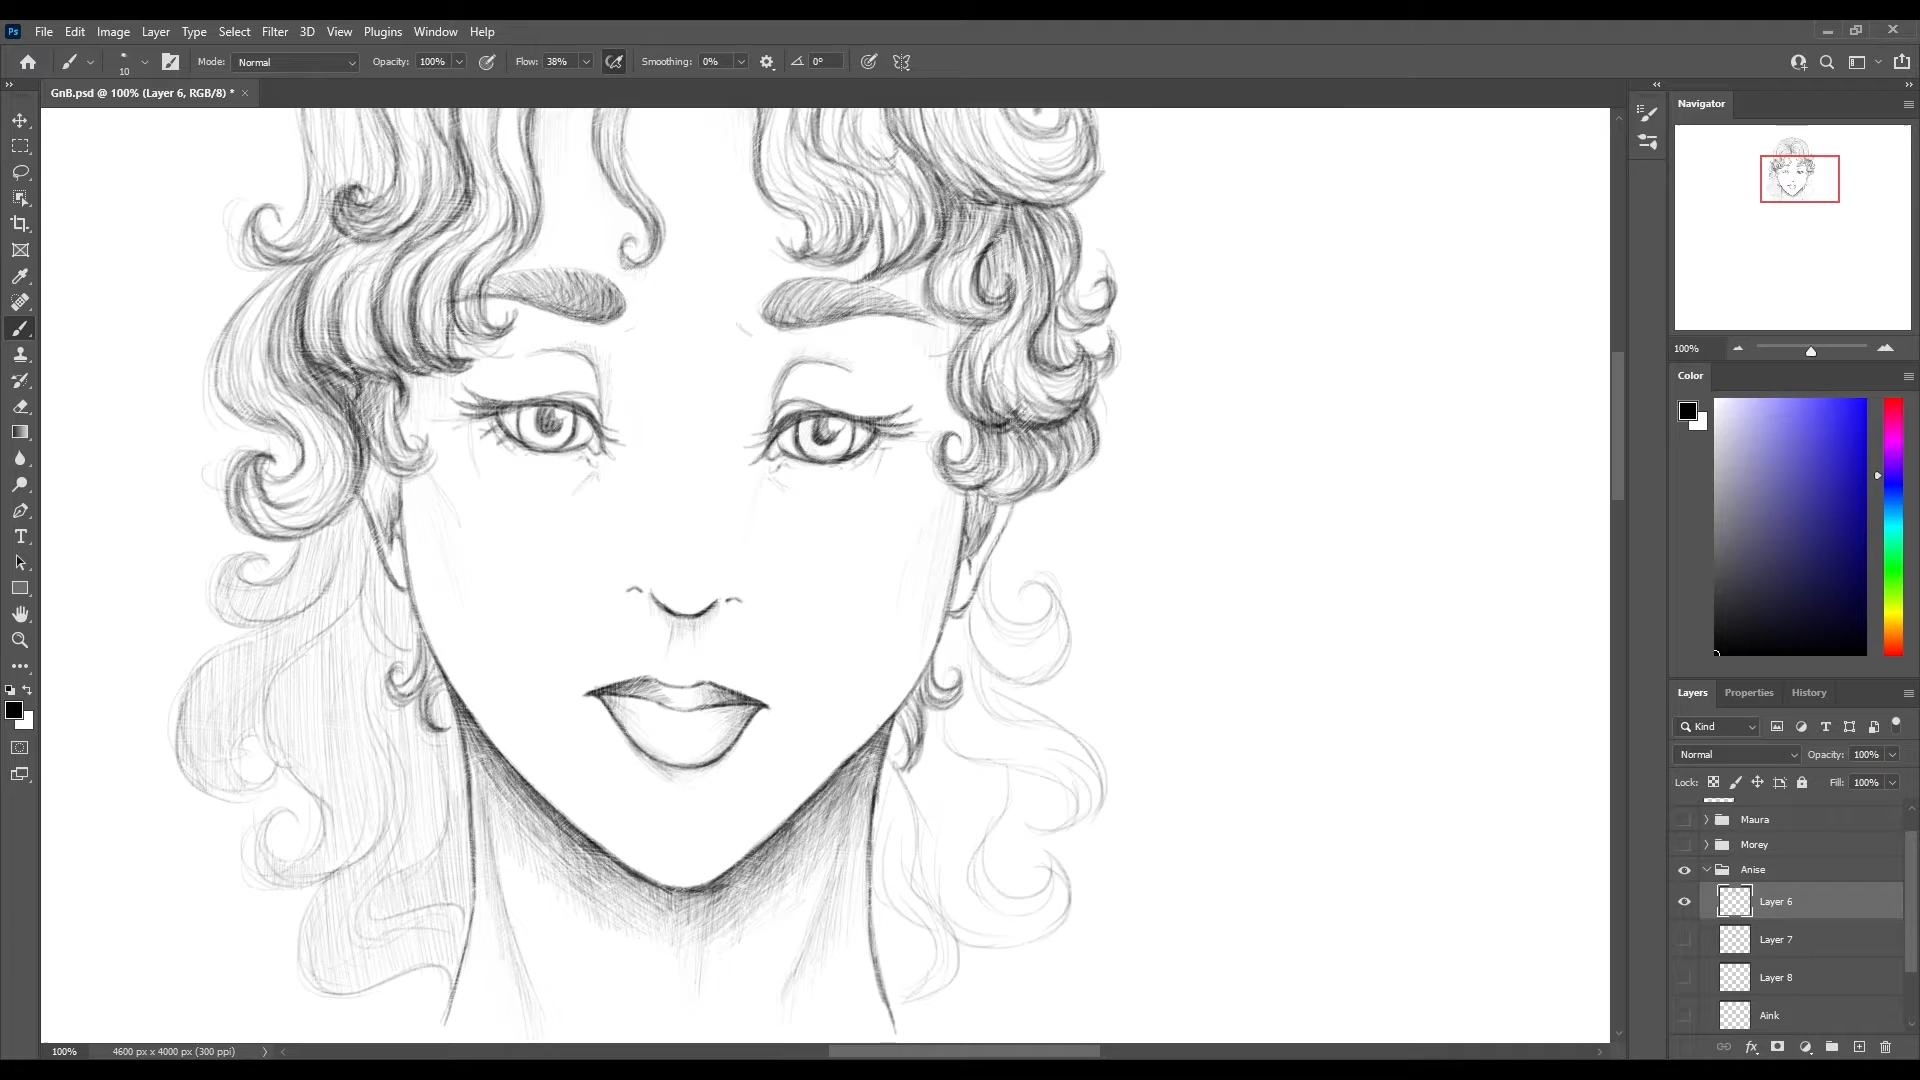 Ps File Edit Image Layer Type Select Filter 3D View Plugins Window Help
10 Mode: Normal Opacity: 100% Flow: 38% Smoothing: 0% 0°
GnB.psd @ 100% (Layer 6, RGB/8) * ×
Navigator
100%
Color
Layers Properties History
Kind
Normal Opacity: 100%
Lock: Fill: 100%
Maura
Morey
Anise
Layer 6
Layer 7
Layer 8
Aink
100% 4600 px x 4000 px (300 ppi)
fx